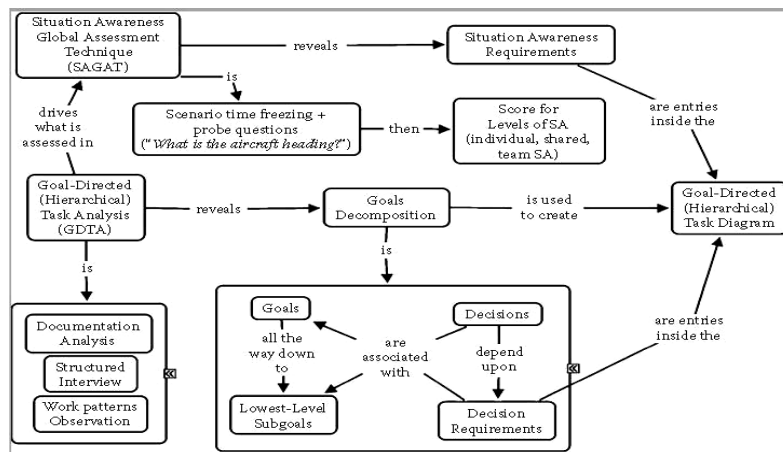 Situation Awareness
Global Assessment
Technique
(SAGAT)
reveals
Situation Awareness
Requirements
is
drives
what is
assessed in
Scenario time freezing +
probe questions
("What is the aircraft heading?")
then
Score for
Levels of SA
(individual, shared,
team SA)
are entries
inside the
Goal-Directed
(Hierarchical)
Task Analysis
(GDTA)
reveals
Goals
Decomposition
is used
to create
Goal-Directed
(Hierarchical)
Task Diagram
is
is
Documentation
Analysis
Structured
Interview
Work patterns
Observation
Goals
all the
way down
to
Lowest-Level
Subgoals
are
associated
with
Decisions
depend
upon
Decision
Requirements
are entries
inside the